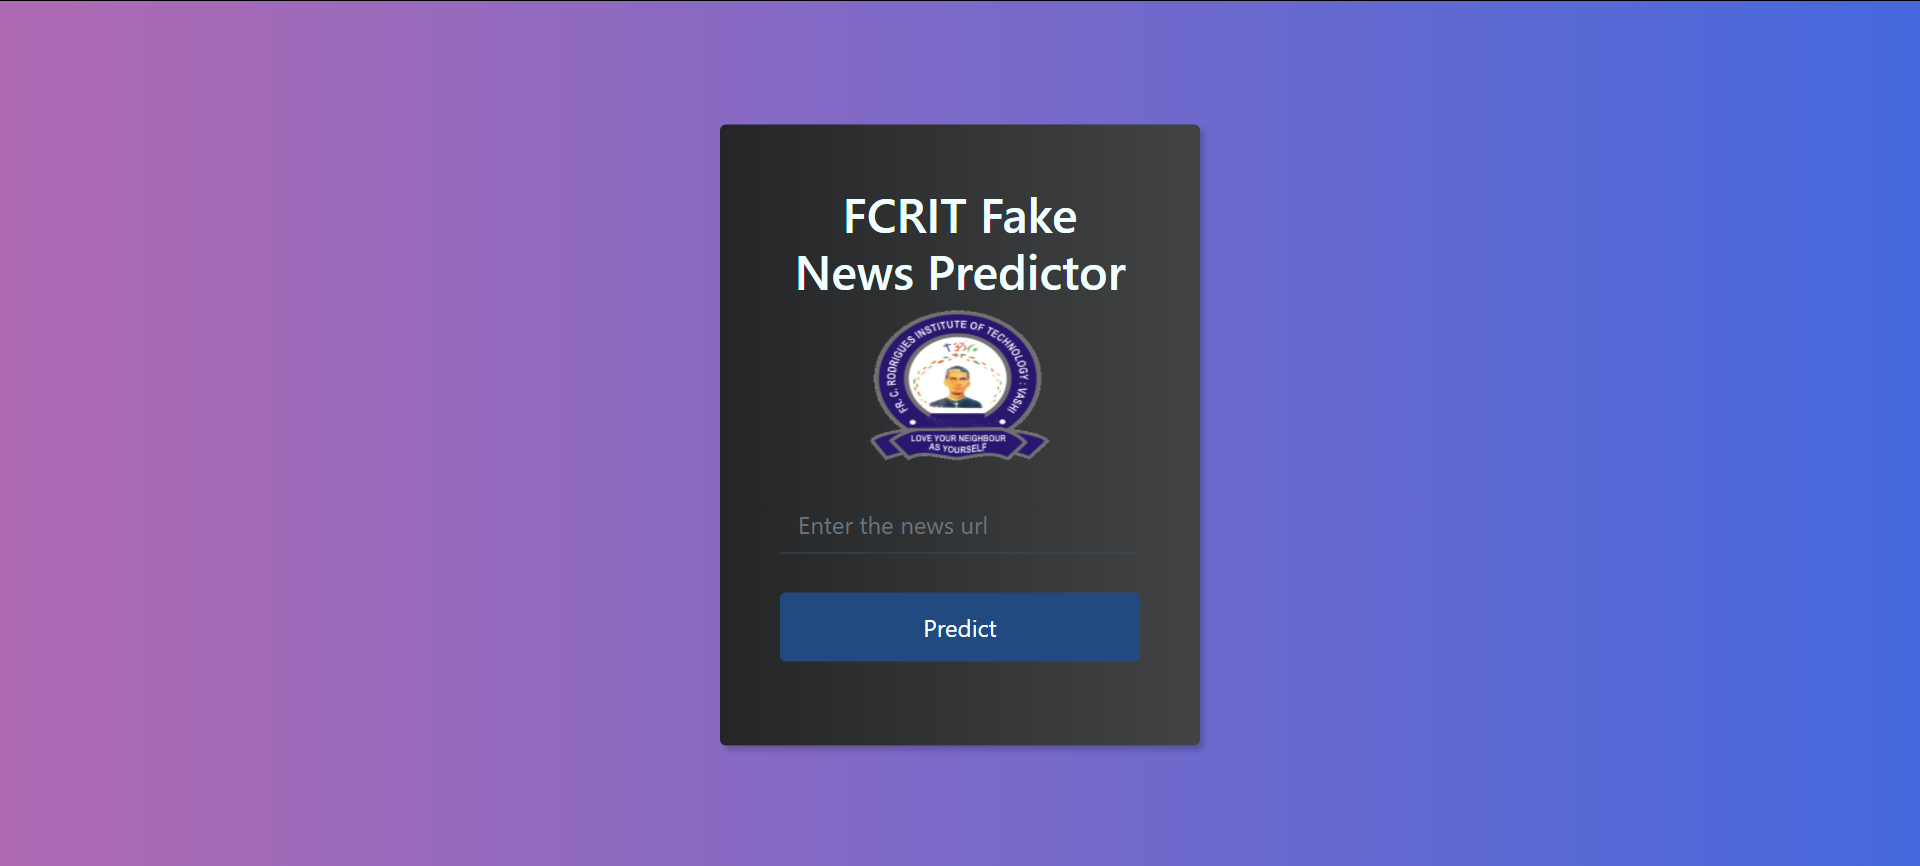 FCRIT Fake
News Predictor
FR. C. RODRIGUES INSTITUTE OF TECHNOLOGY : VASHI
LOVE YOUR NEIGHBOUR
AS YOURSELF
Enter the news url
Predict